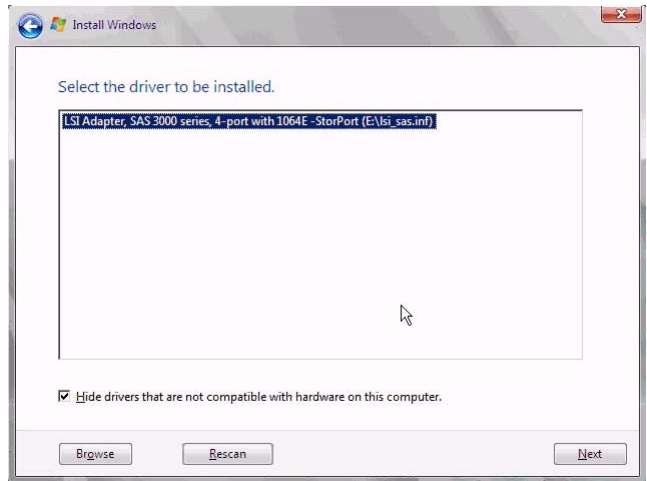 Install Windows
Select the driver to be installed.
LSI Adapter, SAS 3000 series, 4-port with 1064E -StorPort (E:\lsi_sas.inf)
Hide drivers that are not compatible with hardware on this computer.
Browse Rescan Next